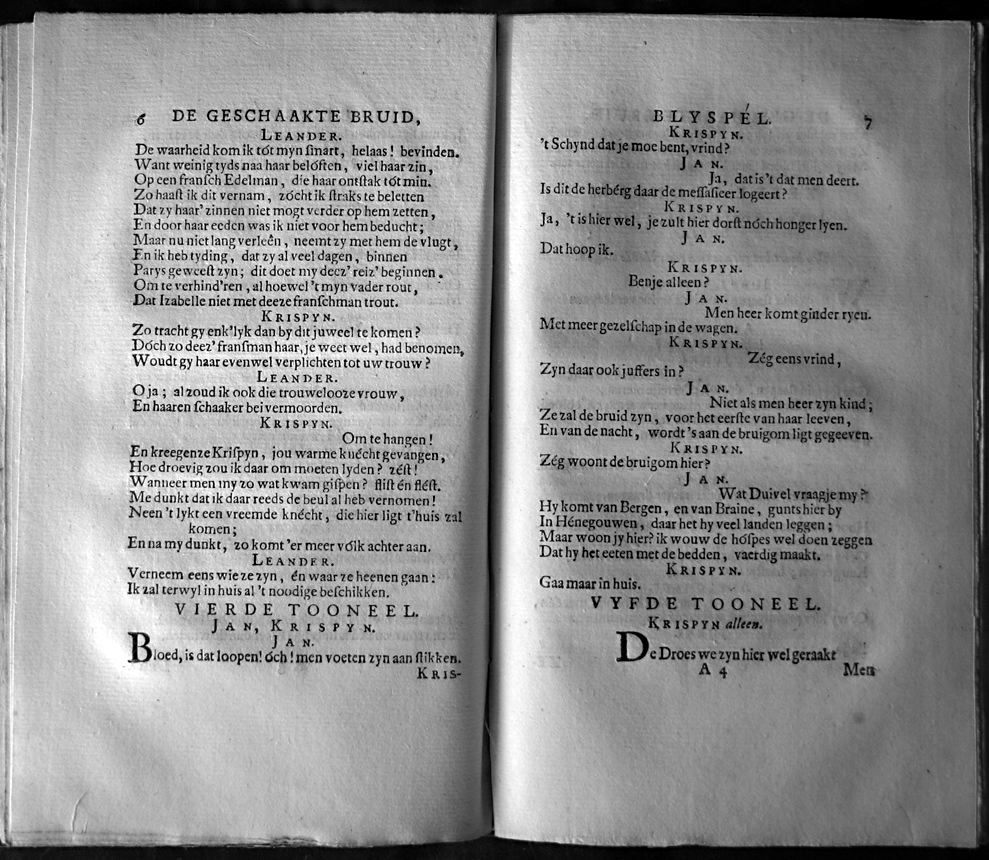 6 DE GESCHAAKTE BRUID,
LEANDER.
De waarheid kom ik tót myn ſmart, helaas! bevinden.
Want weinig tyds naa haar belóften, viel haar zin,
Op een franſch Edelman, die haar ontſtak tót min.
Zo haaſt ik dit vernam, zócht ik ſtraks te beletten
Dat zy haar' zinnen niet mogt verder op hem zetten,
En door haar eeden was ik niet voor hem beducht;
Maar nu niet lang verleên, neemt zy met hem de vlugt,
En ik heb tyding, dat zy al veel dagen, binnen
Parys geweeſt zyn; dit doet my deez' reiz' beginnen.
Om te verhind'ren, al hoewel 't myn vader rout,
Dat Izabelle niet met deeze franſchman trout.
KRISPYN.
Zo tracht gy enk'lyk dan by dit juweel te komen?
Dóch zo deez' franſman haar, je weet wel, had benomen,
Woudt gy haar evenwel verplichten tot uw trouw?
LEANDER.
O ja; al zoud ik ook die trouwelooze vrouw,
En haaren ſchaaker bei vermoorden.
KRISPYN.
Om te hangen!
En kreegenze Kriſpyn, jou warme knécht gevangen,
Hoe droevig zou ik daar om moeten lyden? zéſt!
Wanneer men my zo wat kwam giſpen? ſliſt én fléſt.
Me dunkt dat ik daar reeds de beul al heb vernomen!
Neen 't lykt een vreemde knécht, die hier ligt t'huis zal
komen;
En na my dunkt, zo komt 'er meer vólk achter aan.
LEANDER.
Verneem eens wie ze zyn, én waar ze heenen gaan:
Ik zal terwyl in huis al 't noodige beſchikken.
VIERDE TOONEEL.
JAN, KRISPYN.
JAN.
Bloed, is dat loopen! óch! men voeten zyn aan ſtikken.
KRIS-
BLYSPÉL. 7
KRISPYN.
't Schynd dat je moe bent, vrind?
JAN.
Ja, dat is 't dat men deert.
Is dit de herbérg daar de meſſaſieer logeert?
KRISPYN.
Ja, 't is hier wel, je zult hier dorſt nóch honger lyen.
JAN.
Dat hoop ik.
KRISPYN.
Benje alleen?
JAN.
Men heer komt ginder ryen.
Met meer gezelſchap in de wagen.
KRISPYN.
Zég eens vrind,
Zyn daar ook juffers in?
JAN.
Niet als men heer zyn kind;
Ze zal de bruid zyn, voor het eerſte van haar leeven,
En van de nacht, wordt 's aan de bruigom ligt gegeeven.
KRISPYN.
Zég woont de bruigom hier?
JAN.
Wat Duivel vraagje my?
Hy komt van Bergen, en van Braine, gunts hier by
In Hénegouwen, daar het hy veel landen leggen;
Maar woon jy hier? ik wouw de hóſpes wel doen zeggen
Dat hy het eeten met de bedden, vaerdig maakt.
KRISPYN.
Gaa maar in huis.
VYFDE TOONEEL.
KRISPYN alleen.
De Droes we zyn hier wel geraakt
A 4 Men